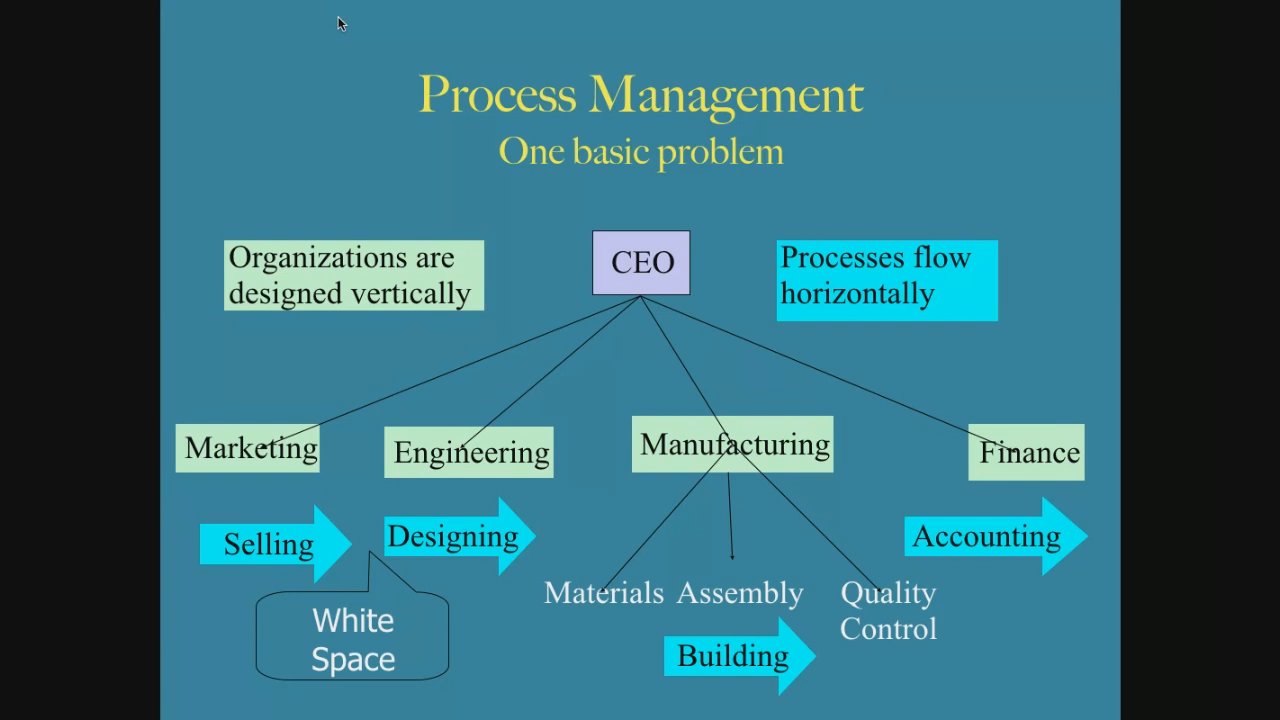 Process Management
One basic problem
Organizations are
designed vertically
CEO
Processes flow
horizontally
Marketing
Engineering
Manufacturing
Finance
Selling
Designing
Accounting
White
Space
Materials
Assembly
Quality
Control
Building